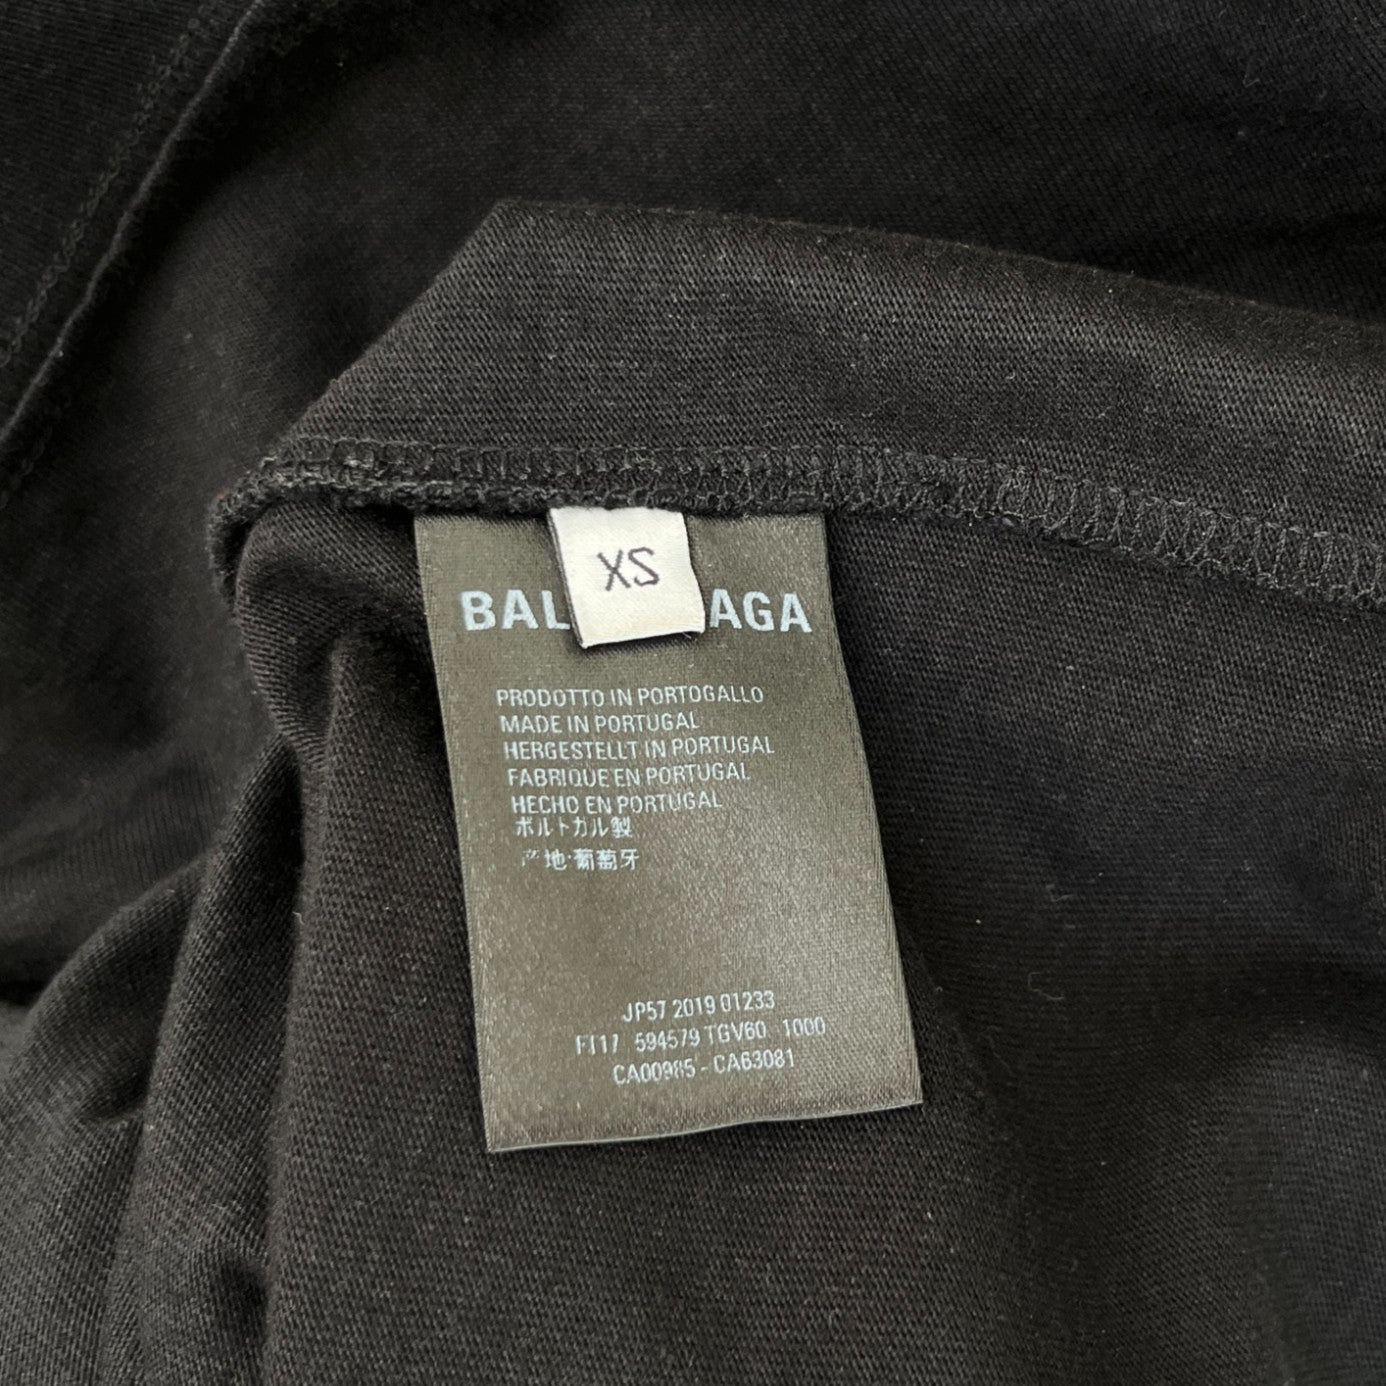 XS
BAL AGA
PRODOTTO IN PORTOGALLO
MADE IN PORTUGAL
HERGESTELLT IN PORTUGAL
FABRIQUE EN PORTUGAL
HECHO EN PORTUGAL
ポルトガル製
产地:葡萄牙
JP57 2019 01233
FI17 594579 TGV60 1000
CA00985 - CA63081